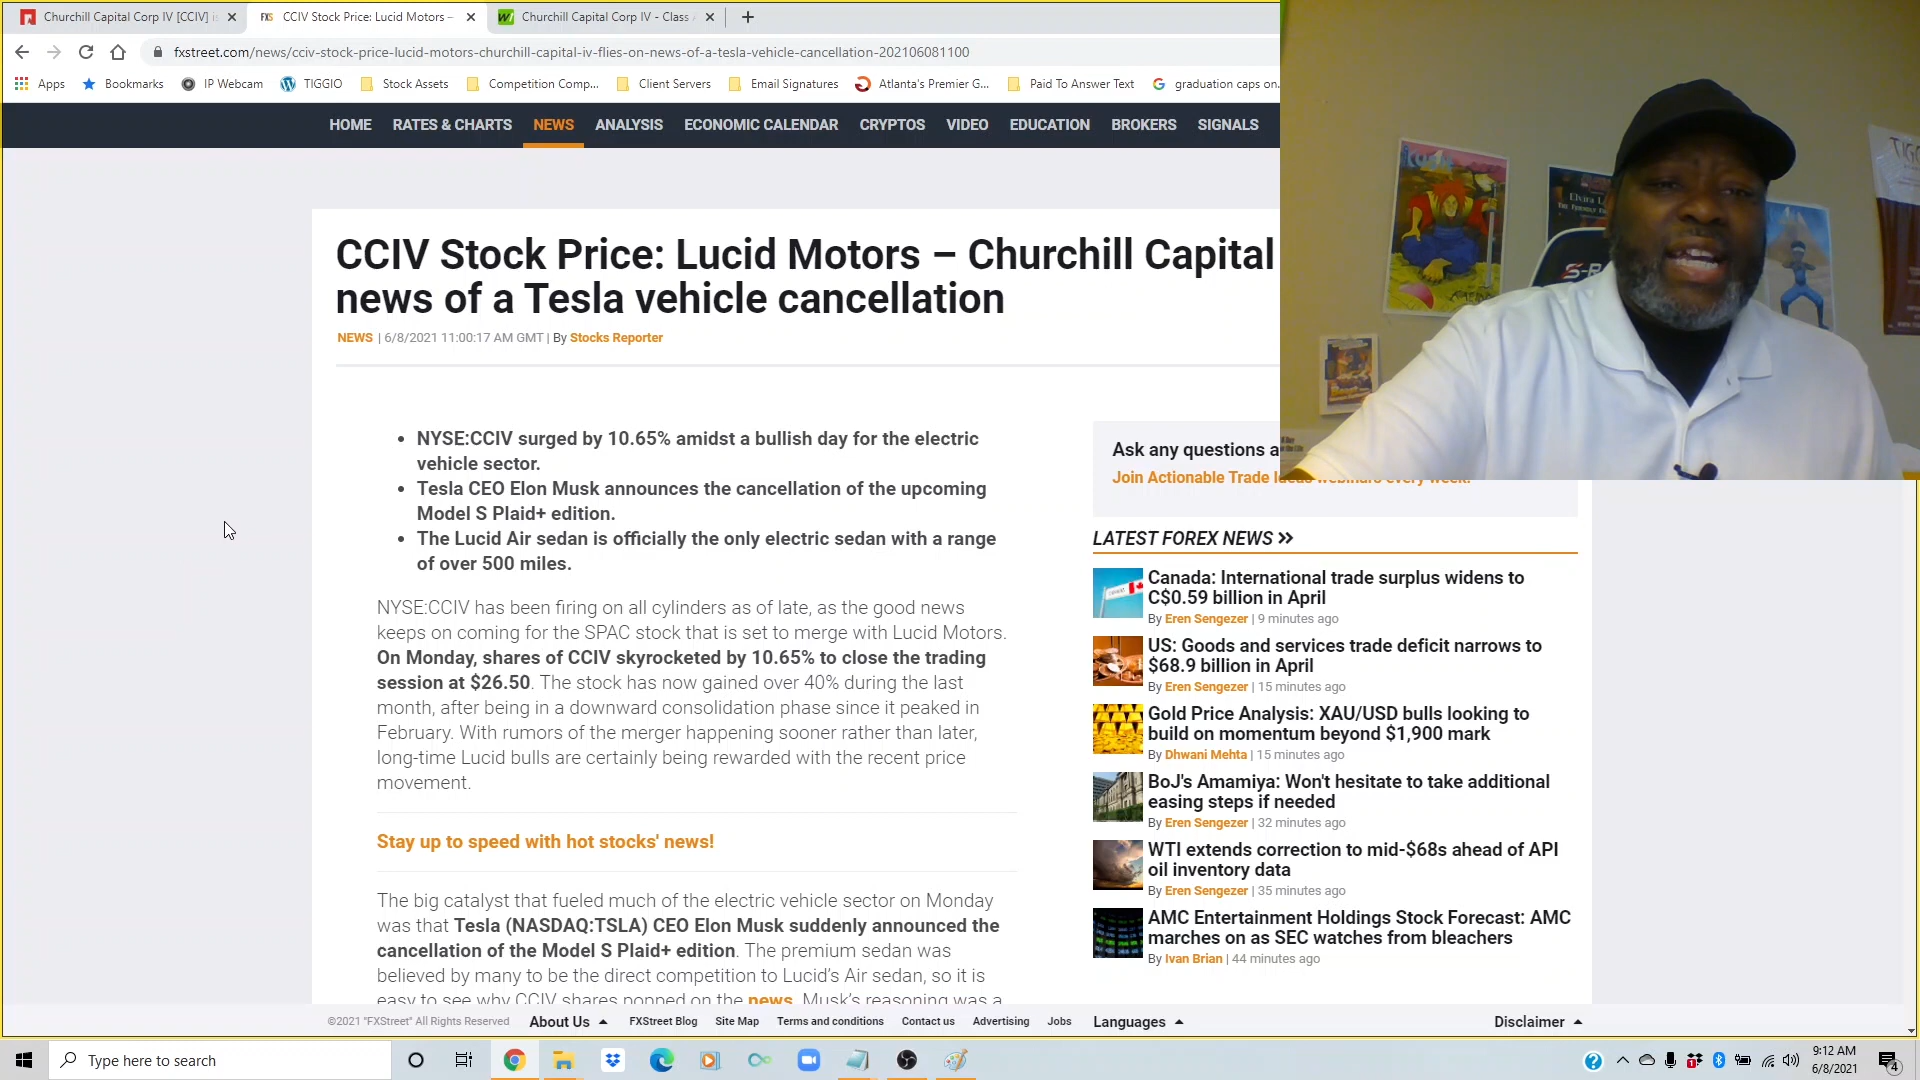 Churchill Capital Corp IV [CCIV] is
CCIV Stock Price: Lucid Motors –
Churchill Capital Corp IV - Class
fxstreet.com/news/cciv-stock-price-lucid-motors-churchill-capital-iv-flies-on-news-of-a-tesla-vehicle-cancellation-202106081100
Apps
Bookmarks
IP Webcam
TIGGIO
Stock Assets
Competition Comp...
Client Servers
Email Signatures
Atlanta's Premier G...
Paid To Answer Text
graduation caps on.
HOME
RATES & CHARTS
NEWS
ANALYSIS
ECONOMIC CALENDAR
CRYPTOS
VIDEO
EDUCATION
BROKERS
SIGNALS
CCIV Stock Price: Lucid Motors – Churchill Capital
news of a Tesla vehicle cancellation
NEWS | 6/8/2021 11:00:17 AM GMT | By Stocks Reporter
• NYSE:CCIV surged by 10.65% amidst a bullish day for the electric
vehicle sector.
• Tesla CEO Elon Musk announces the cancellation of the upcoming
Model S Plaid+ edition.
• The Lucid Air sedan is officially the only electric sedan with a range
of over 500 miles.
NYSE:CCIV has been firing on all cylinders as of late, as the good news
keeps on coming for the SPAC stock that is set to merge with Lucid Motors.
On Monday, shares of CCIV skyrocketed by 10.65% to close the trading
session at $26.50. The stock has now gained over 40% during the last
month, after being in a downward consolidation phase since it peaked in
February. With rumors of the merger happening sooner rather than later,
long-time Lucid bulls are certainly being rewarded with the recent price
movement.
Stay up to speed with hot stocks' news!
The big catalyst that fueled much of the electric vehicle sector on Monday
was that Tesla (NASDAQ:TSLA) CEO Elon Musk suddenly announced the
cancellation of the Model S Plaid+ edition. The premium sedan was
believed by many to be the direct competition to Lucid's Air sedan, so it is
easy to see why CCIV shares popped on the news. Musk's reasoning was a
Ask any questions a
Join Actionable Trade Ideas webinars every week!
LATEST FOREX NEWS
Canada: International trade surplus widens to
C$0.59 billion in April
By Eren Sengezer | 9 minutes ago
US: Goods and services trade deficit narrows to
$68.9 billion in April
By Eren Sengezer | 15 minutes ago
Gold Price Analysis: XAU/USD bulls looking to
build on momentum beyond $1,900 mark
By Dhwani Mehta | 15 minutes ago
BoJ's Amamiya: Won't hesitate to take additional
easing steps if needed
By Eren Sengezer | 32 minutes ago
WTI extends correction to mid-$68s ahead of API
oil inventory data
By Eren Sengezer | 35 minutes ago
AMC Entertainment Holdings Stock Forecast: AMC
marches on as SEC watches from bleachers
By Ivan Brian | 44 minutes ago
©2021 "FXStreet" All Rights Reserved
About Us
FXStreet Blog
Site Map
Terms and conditions
Contact us
Advertising
Jobs
Languages
Disclaimer
Type here to search
9:12 AM
6/8/2021
4